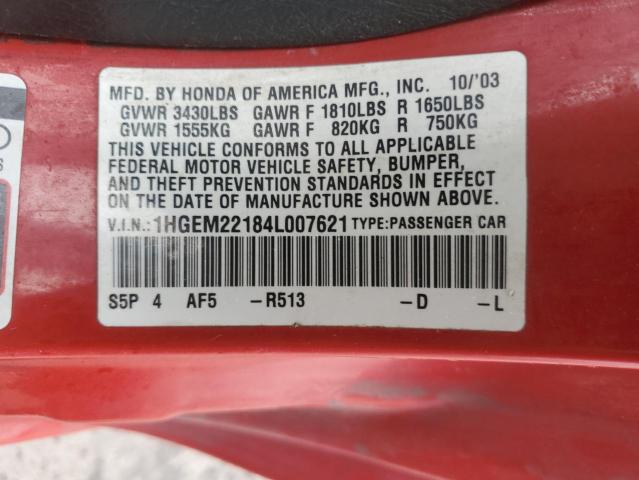 MFD. BY HONDA OF AMERICA MFG., INC. 10/'03
GVWR 3430LBS GAWR F 1810LBS R 1650LBS
GVWR 1555KG GAWR F 820KG R 750KG
THIS VEHICLE CONFORMS TO ALL APPLICABLE
FEDERAL MOTOR VEHICLE SAFETY, BUMPER,
AND THEFT PREVENTION STANDARDS IN EFFECT
ON THE DATE OF MANUFACTURE SHOWN ABOVE.
V.I.N.: 1HGEM22184L007621 TYPE:PASSENGER CAR
S5P 4 AF5 -R513 -D -L